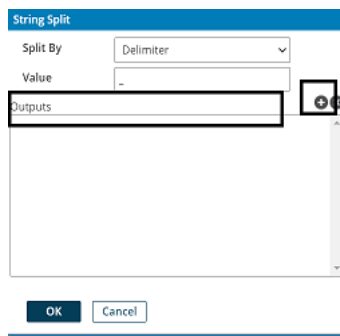 String Split
Split By Delimiter
Value _
Outputs
OK Cancel